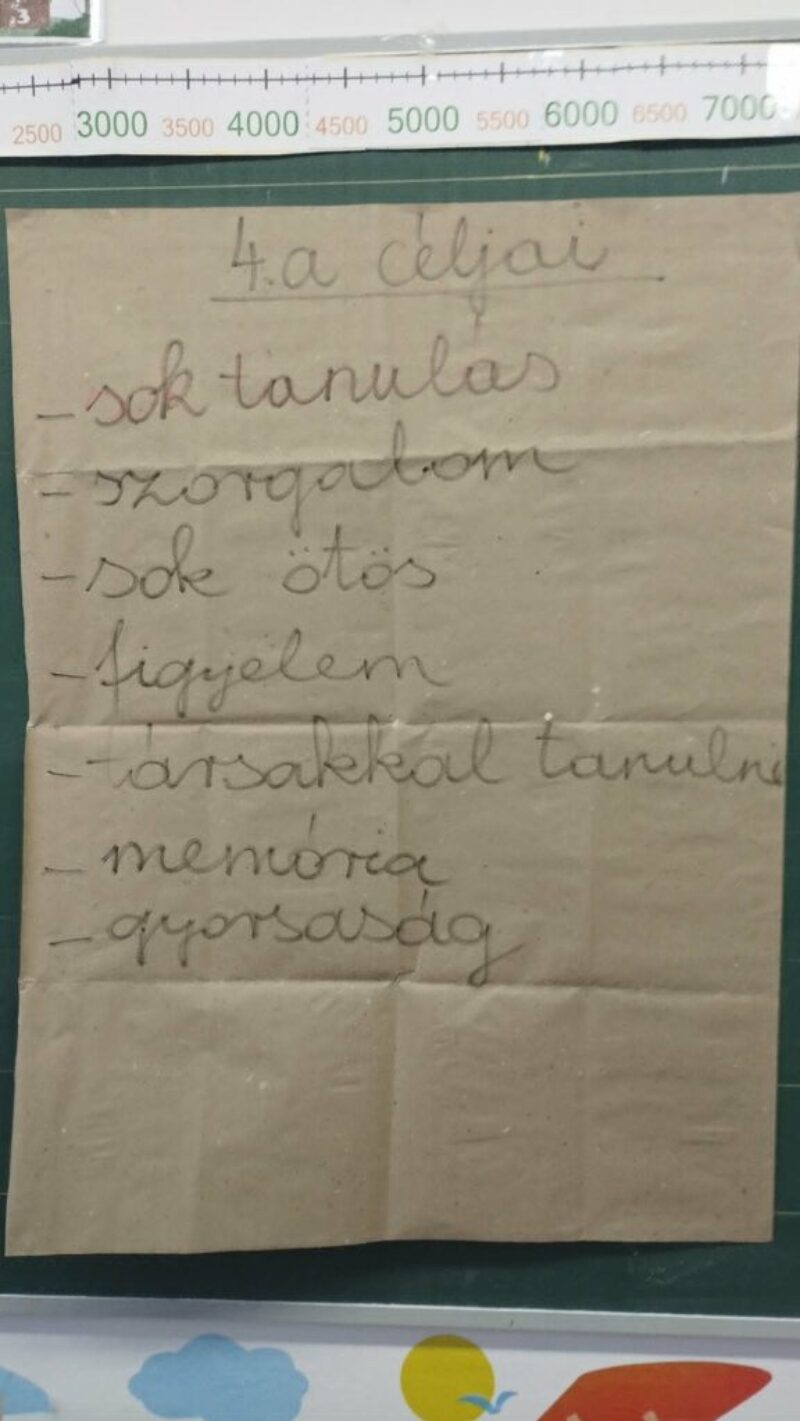 ,3
2500 3000 3500 4000 4500 5000 5500 6000 6500 7000
4.a céljai
- sok tanulás
- szorgalom
- sok ötös
- figyelem
- társakkal tanulni
- memória
- gyorsaság